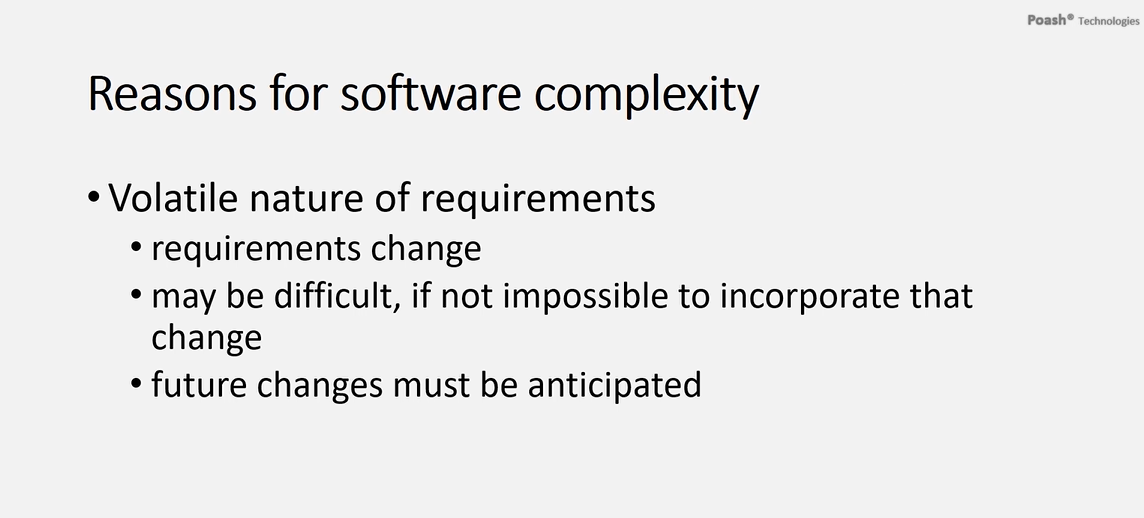 Poash® Technologies
Reasons for software complexity
• Volatile nature of requirements
• requirements change
• may be difficult, if not impossible to incorporate that
change
• future changes must be anticipated